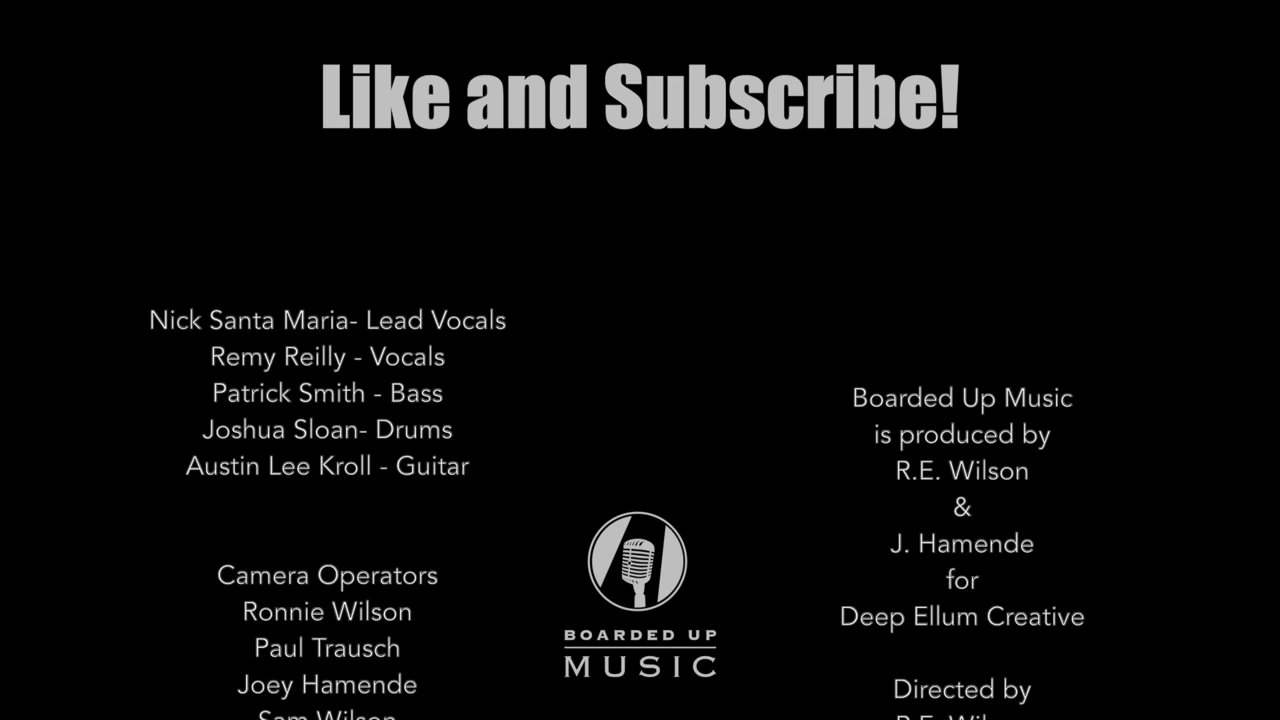 Like and Subscribe!
Nick Santa Maria- Lead Vocals
Remy Reilly - Vocals
Patrick Smith - Bass
Joshua Sloan- Drums
Austin Lee Kroll - Guitar
Camera Operators
Ronnie Wilson
Paul Trausch
Joey Hamende
Sam Wilson
BOARDED UP
MUSIC
Boarded Up Music
is produced by
R.E. Wilson
&
J. Hamende
for
Deep Ellum Creative
Directed by
R.E.